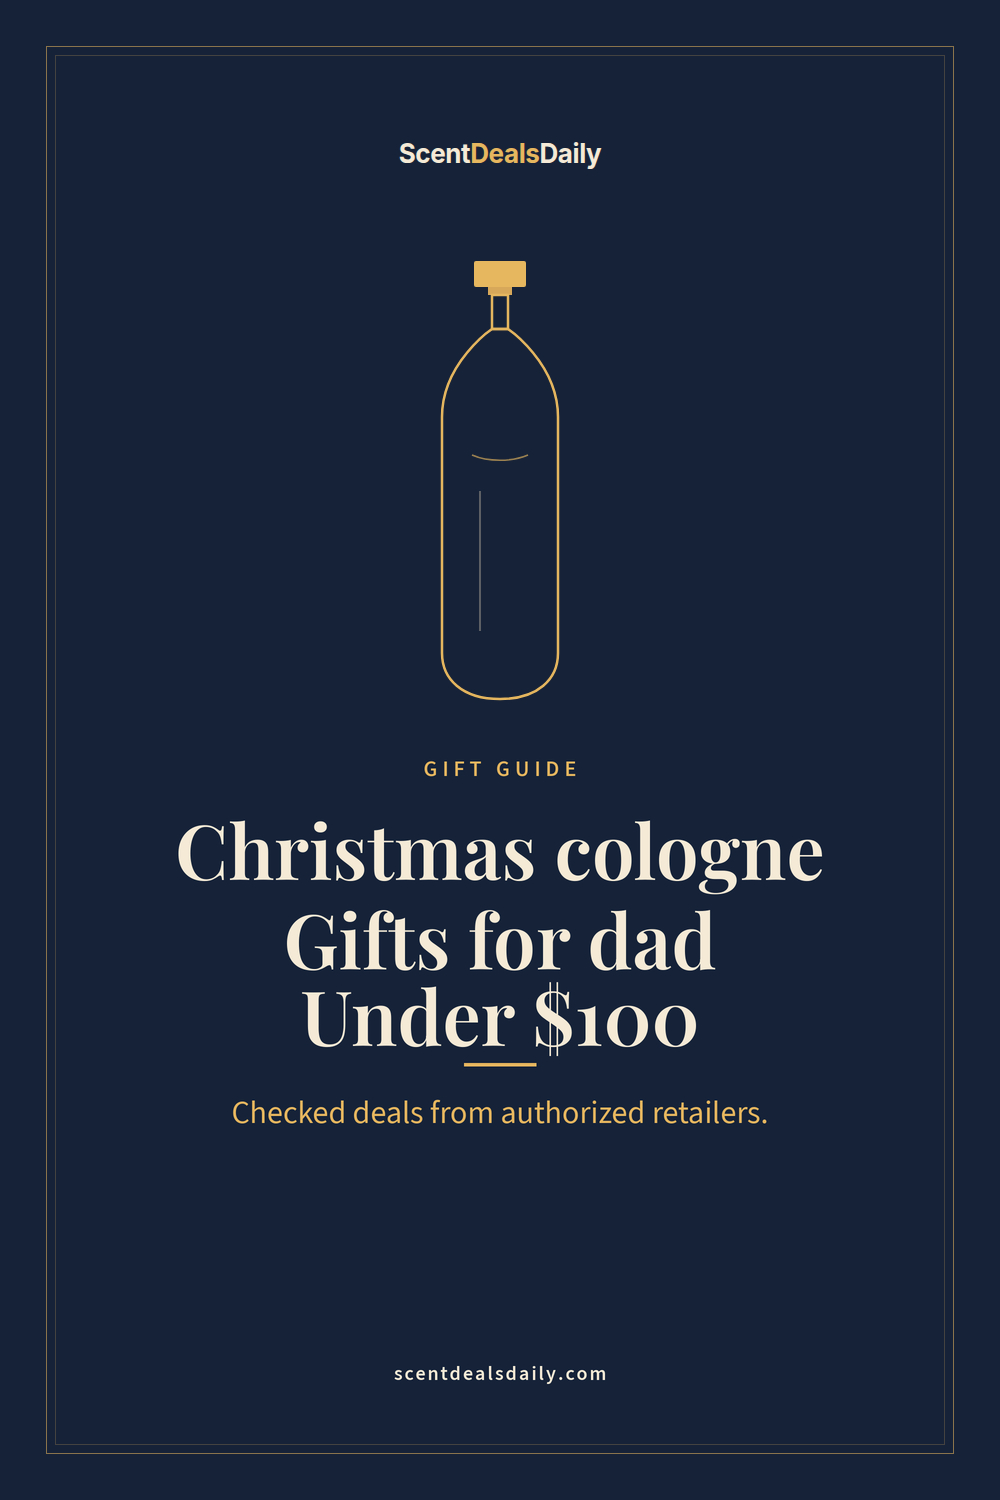 ScentDealsDaily
GIFT GUIDE
Christmas cologne
Gifts for dad
Under $100
Checked deals from authorized retailers.
scentdealsdaily.com